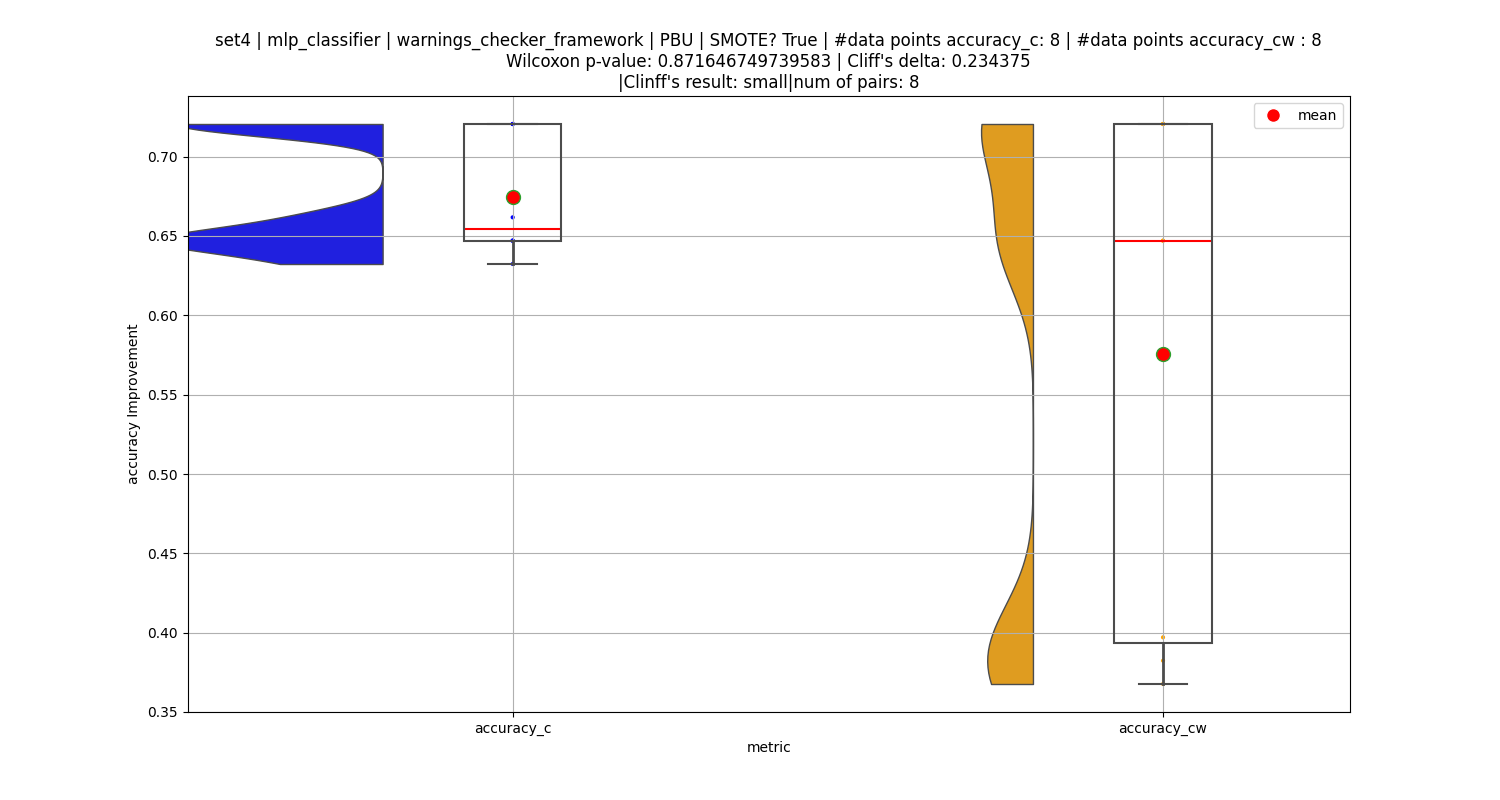 set4 | mlp_classifier | warnings_checker_framework | PBU | SMOTE? True | #data points accuracy_c: 8 | #data points accuracy_cw : 8
Wilcoxon p-value: 0.871646749739583 | Cliff's delta: 0.234375
|Clinff's result: small|num of pairs: 8
mean
0.70
0.65
0.60
0.55
0.50
0.45
0.40
0.35
accuracy Improvement
accuracy_c
accuracy_cw
metric